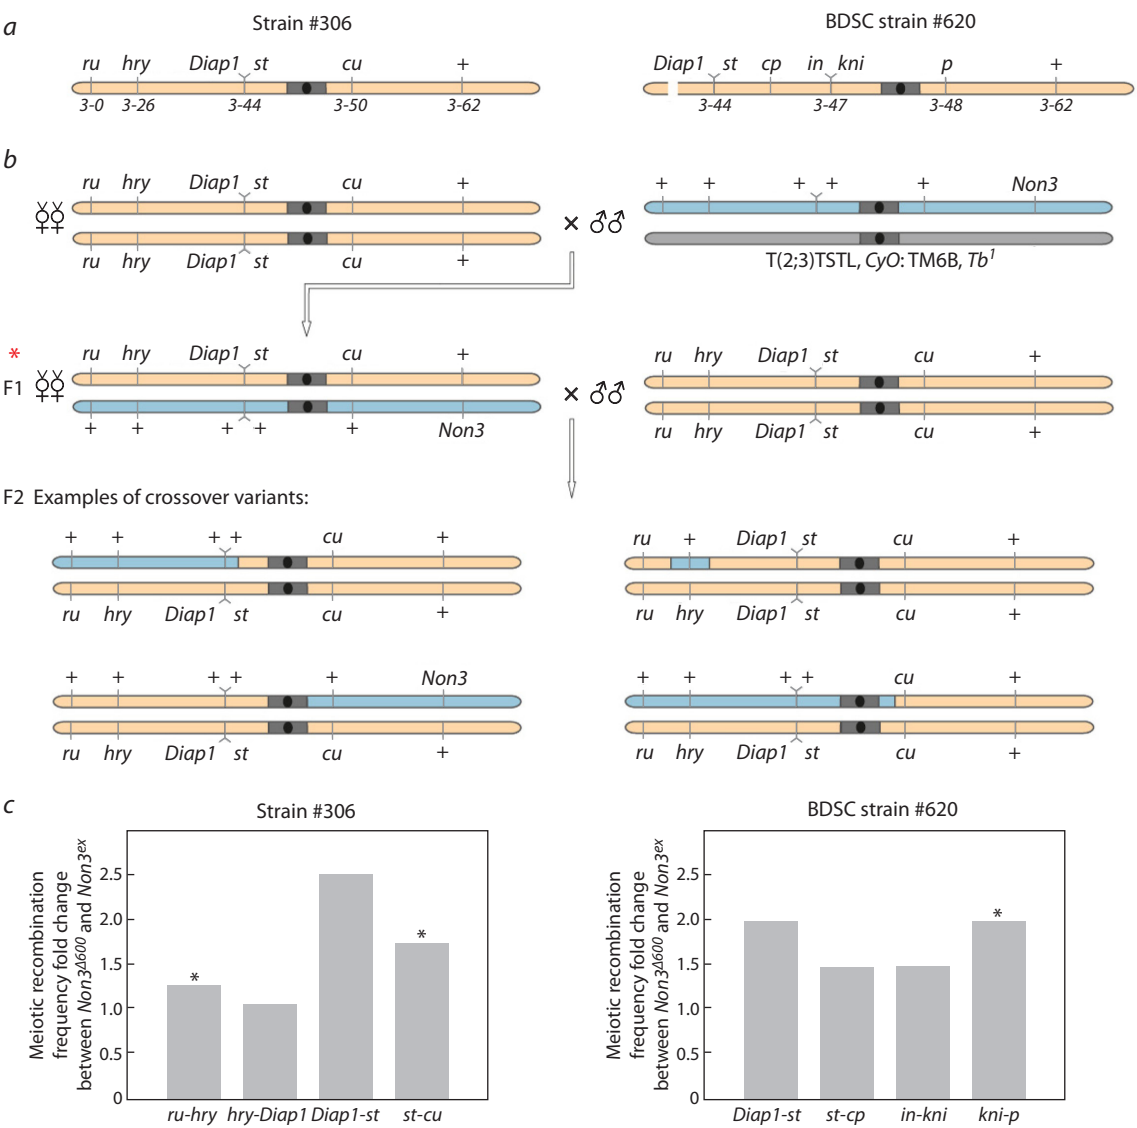 a
Strain #306
BDSC strain #620
ru hry Diap1 st cu +
3-0 3-26 3-44 3-50 3-62
Diap1 st cp in kni p +
3-44 3-47 3-48 3-62
b
ru hry Diap1 st cu +
+ + + + + Non3
♀♀ × ♂♂
ru hry Diap1 st cu +
T(2;3)TSTL, CyO: TM6B, Tb1
*
F1
ru hry Diap1 st cu +
ru hry Diap1 st cu +
♀♀ × ♂♂
+ + + + + Non3
ru hry Diap1 st cu +
F2 Examples of crossover variants:
+ + + + cu +
ru + Diap1 st cu +
ru hry Diap1 st cu +
ru hry Diap1 st cu +
+ + + + + Non3
+ + + + cu +
ru hry Diap1 st cu +
ru hry Diap1 st cu +
c
Strain #306
Meiotic recombination
frequency fold change
between Non3Δ600 and Non3ex
2.5
2.0
1.5
1.0
0.5
0
* *
ru-hry hry-Diap1 Diap1-st st-cu
BDSC strain #620
Meiotic recombination
frequency fold change
between Non3Δ600 and Non3ex
2.5
2.0
1.5
1.0
0.5
0
*
Diap1-st st-cp in-kni kni-p